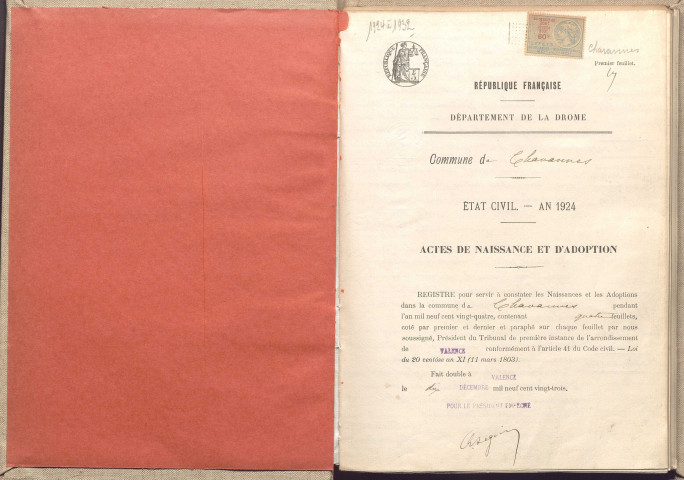 1924 à 1932
Chavannes
Premier feuillet.
RÉPUBLIQUE FRANÇAISE
RÉPUBLIQUE FRANÇAISE
DÉPARTEMENT DE LA DROME
Commune de Chavannes
ÉTAT CIVIL. — AN 1924
ACTES DE NAISSANCE ET D'ADOPTION
REGISTRE pour servir à constater les Naissances et les Adoptions
dans la commune de Chavannes pendant
l'an mil neuf cent vingt-quatre, contenant quatre feuillets,
coté par premier et dernier et paraphé sur chaque feuillet par nous
soussigné, Président du Tribunal de première instance de l'arrondissement
de VALENCE conformément à l'article 41 du Code civil. — Loi
du 20 ventôse an XI (11 mars 1803).
Fait double à VALENCE
le dix DÉCEMBRE mil neuf cent vingt-trois.
POUR LE PRÉSIDENT EMPÊCHÉ